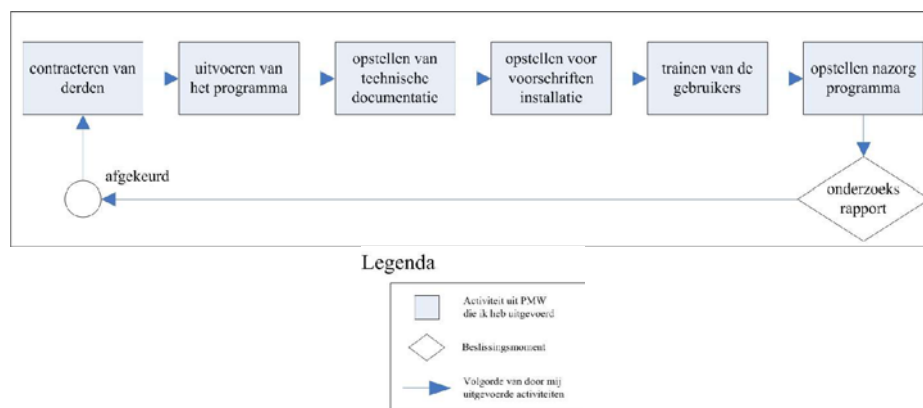 contracteren van
derden
uitvoeren van
het programma
opstellen van
technische
documentatie
opstellen voor
voorschriften
installatie
trainen van de
gebruikers
opstellen nazorg
programma
afgekeurd
onderzoeks
rapport
Legenda
Activiteit uit PMW
die ik heb uitgevoerd
Beslissingsmoment
Volgorde van door mij
uitgevoerde activiteiten